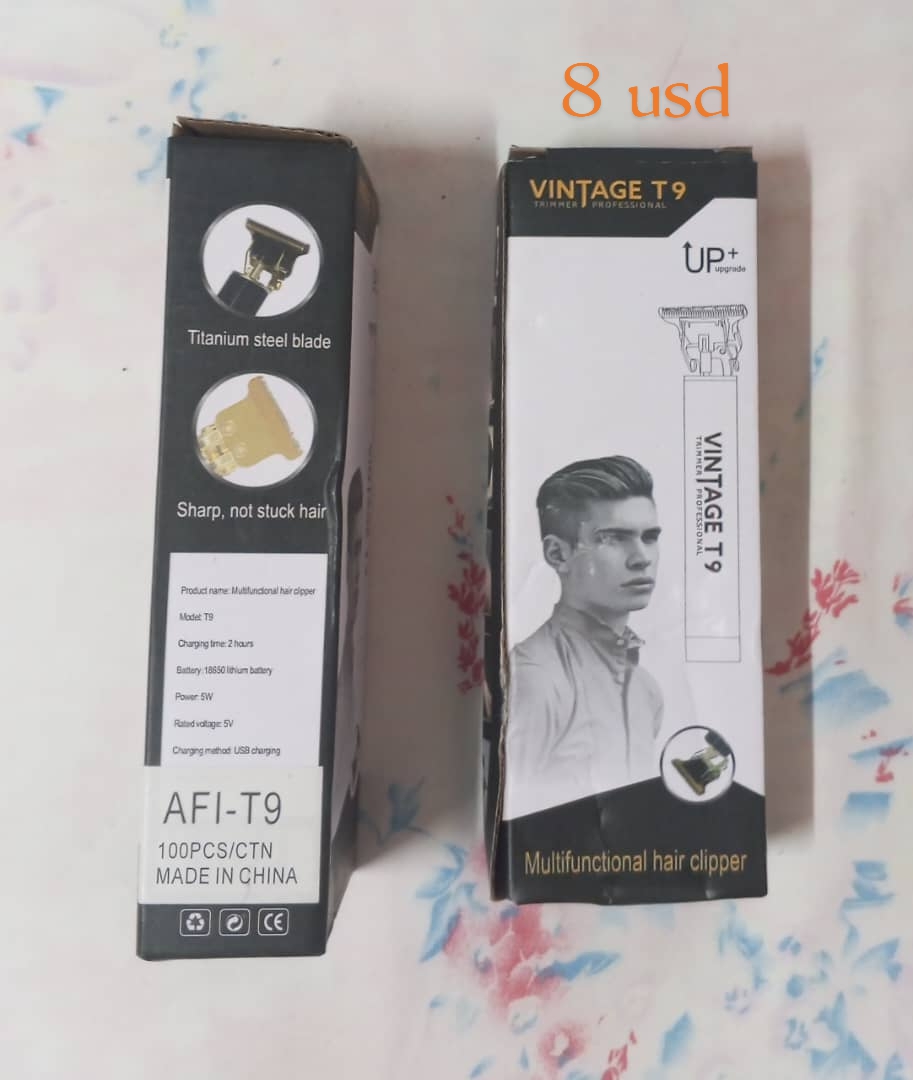 8 usd
Titanium steel blade
Sharp, not stuck hair
Product name: Multifunctional hair clipper
Model: T9
Charging time: 2 hours
Battery: 18650 lithium battery
Power: 5W
Rated voltage: 5V
Charging method: USB charging
AFI-T9
100PCS/CTN
MADE IN CHINA
CE
VINTAGE T9
TRIMMER PROFESSIONAL
UP+
upgrade
VINTAGE T9
TRIMMER PROFESSIONAL
Multifunctional hair clipper